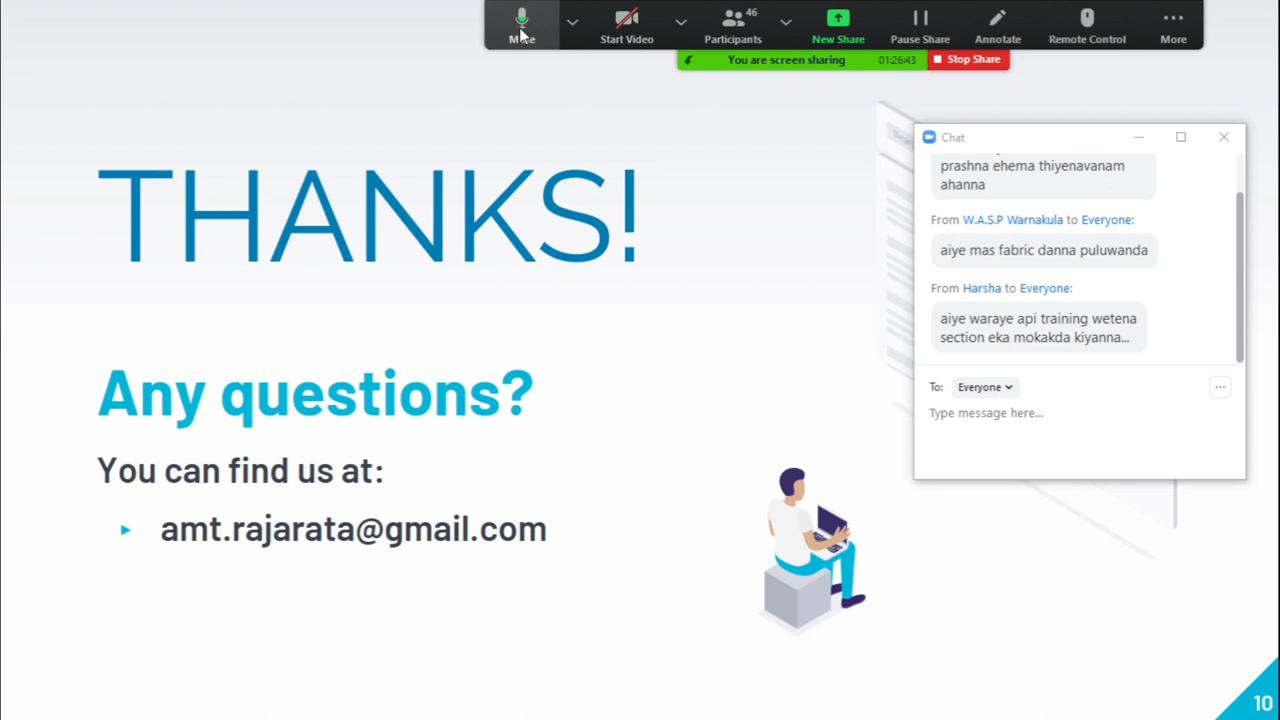 46
Mute
Start Video
Participants
New Share
Pause Share
Annotate
Remote Control
More
You are screen sharing
01:26:43
Stop Share
THANKS!
Any questions?
You can find us at:
amt.rajarata@gmail.com
Chat
prashna ehema thiyenavanam
ahanna
From W.A.S.P Warnakula to Everyone:
aiye mas fabric danna puluwanda
From Harsha to Everyone:
aiye waraye api training wetena
section eka mokakda kiyanna...
To: Everyone
Type message here...
10